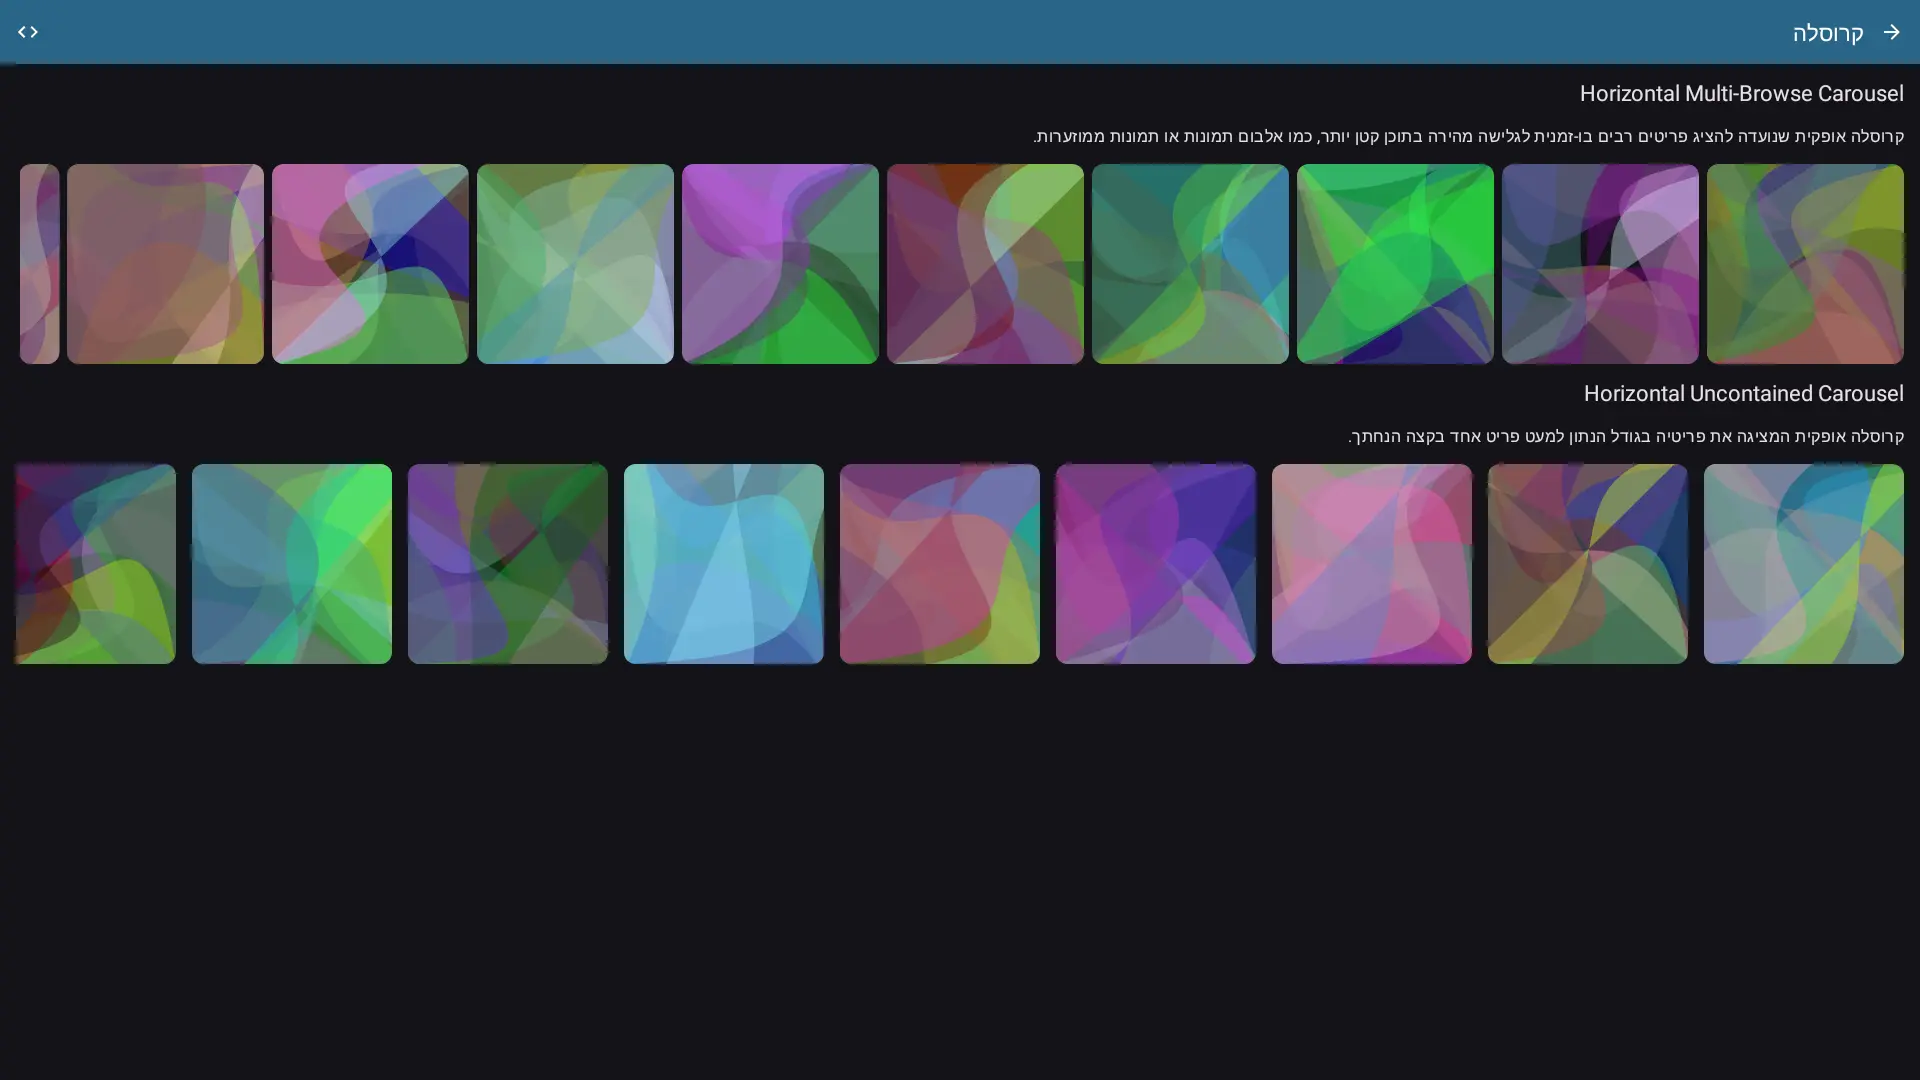 קרוסלה
Horizontal Multi-Browse Carousel
קרוסלה אופקית שנועדה להציג פריטים רבים בו-זמנית לגלישה מהירה בתוכן קטן יותר, כמו אלבום תמונות או תמונות ממוזערות.
Horizontal Uncontained Carousel
קרוסלה אופקית המציגה את פריטיה בגודל הנתון למעט פריט אחד בקצה הנחתך.